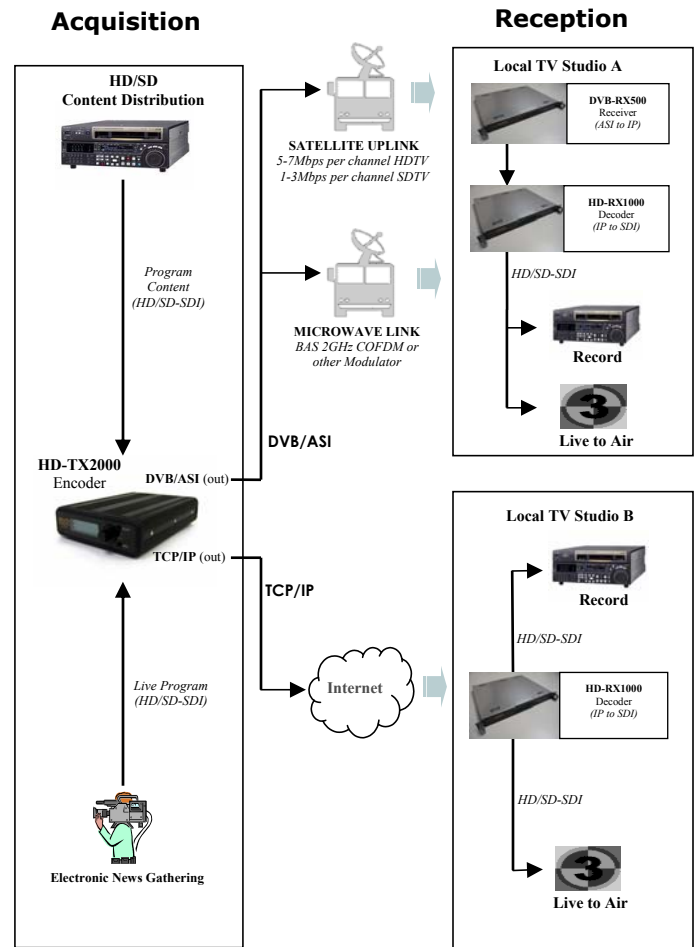 Acquisition
Reception
HD/SD
Content Distribution
Program
Content
(HD/SD-SDI)
HD-TX2000
Encoder
DVB/ASI (out)
TCP/IP (out)
Live Program
(HD/SD-SDI)
Electronic News Gathering
SATELLITE UPLINK
5-7Mbps per channel HDTV
1-3Mbps per channel SDTV
MICROWAVE LINK
BAS 2GHz COFDM or
other Modulator
DVB/ASI
TCP/IP
Internet
Local TV Studio A
DVB-RX500
Receiver
(ASI to IP)
HD-RX1000
Decoder
(IP to SDI)
HD/SD-SDI
Record
3
Live to Air
Local TV Studio B
Record
HD/SD-SDI
HD-RX1000
Decoder
(IP to SDI)
HD/SD-SDI
3
Live to Air